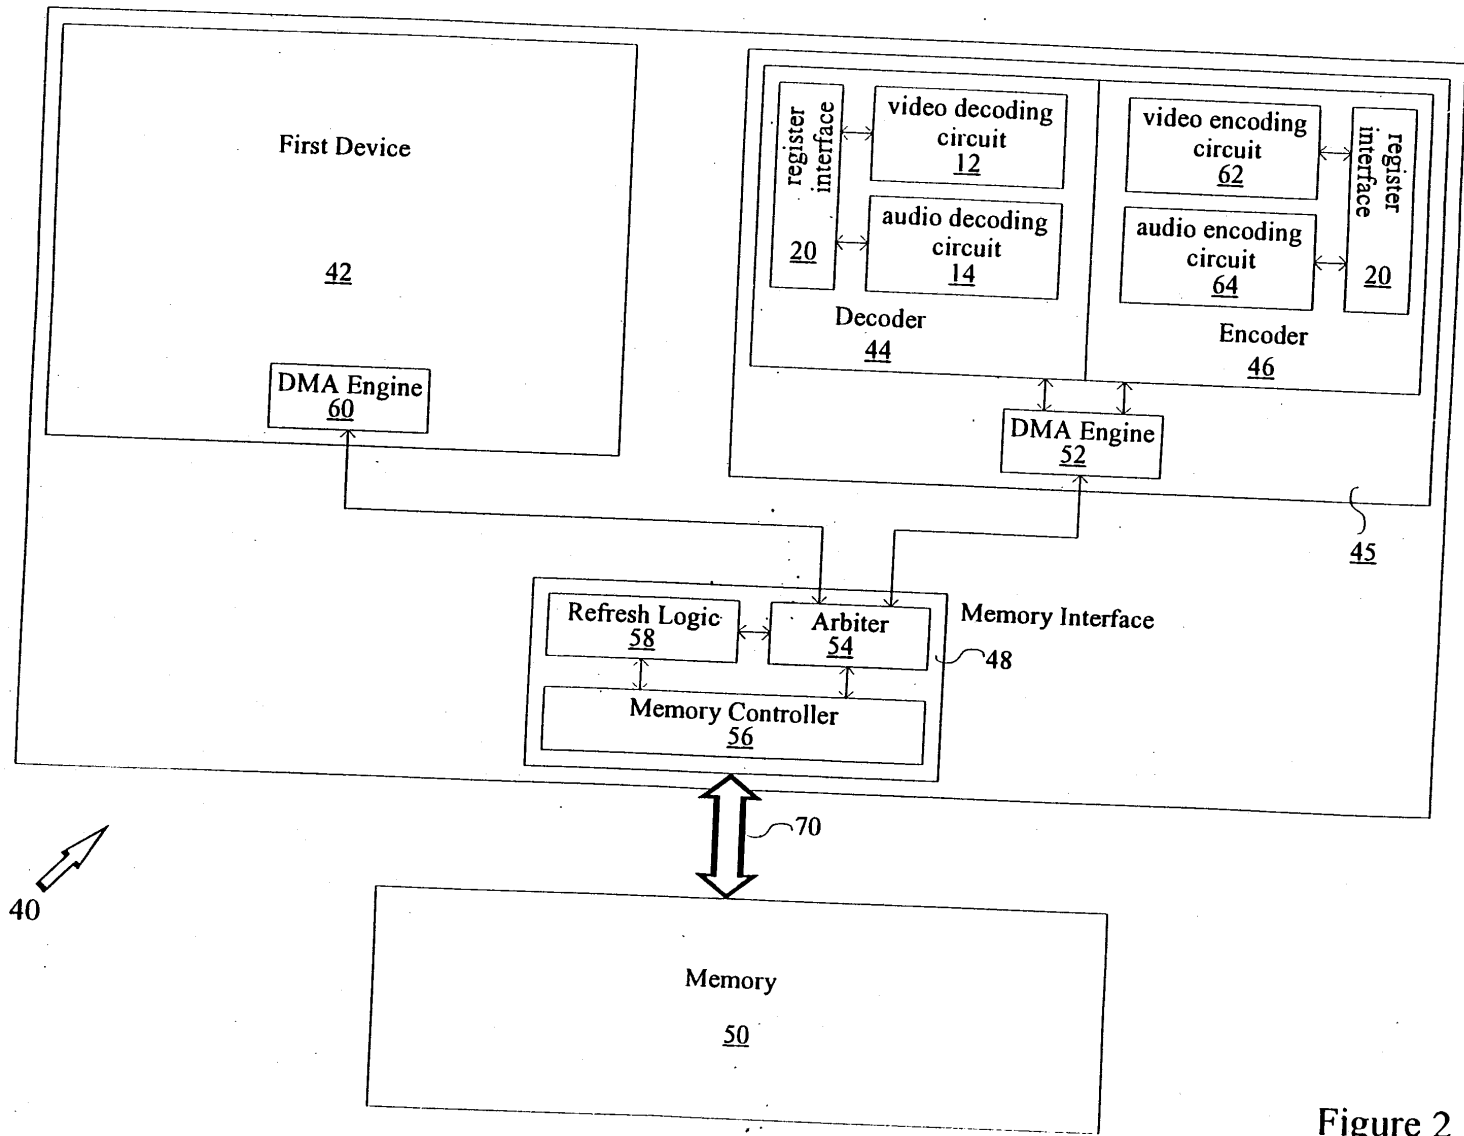 First Device
42
DMA Engine
60
register
interface
20
video decoding
circuit
12
audio decoding
circuit
14
Decoder
44
video encoding
circuit
62
audio encoding
circuit
64
register
interface
20
Encoder
46
DMA Engine
52
45
Refresh Logic
58
Arbiter
54
Memory Interface
48
Memory Controller
56
70
40
Memory
50
Figure 2